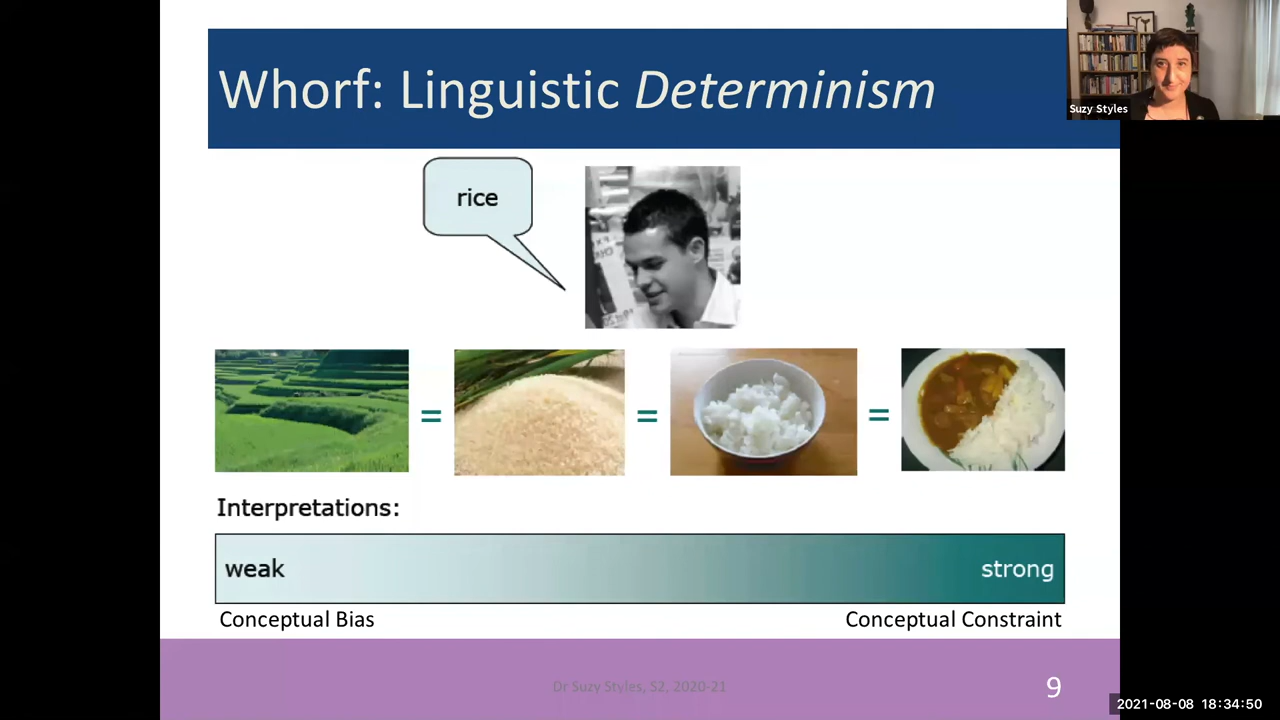 Whorf: Linguistic Determinism
Suzy Styles
rice
= = =
Interpretations:
weak strong
Conceptual Bias Conceptual Constraint
Dr Suzy Styles, S2, 2020-21
9
2021-08-08 18:34:50